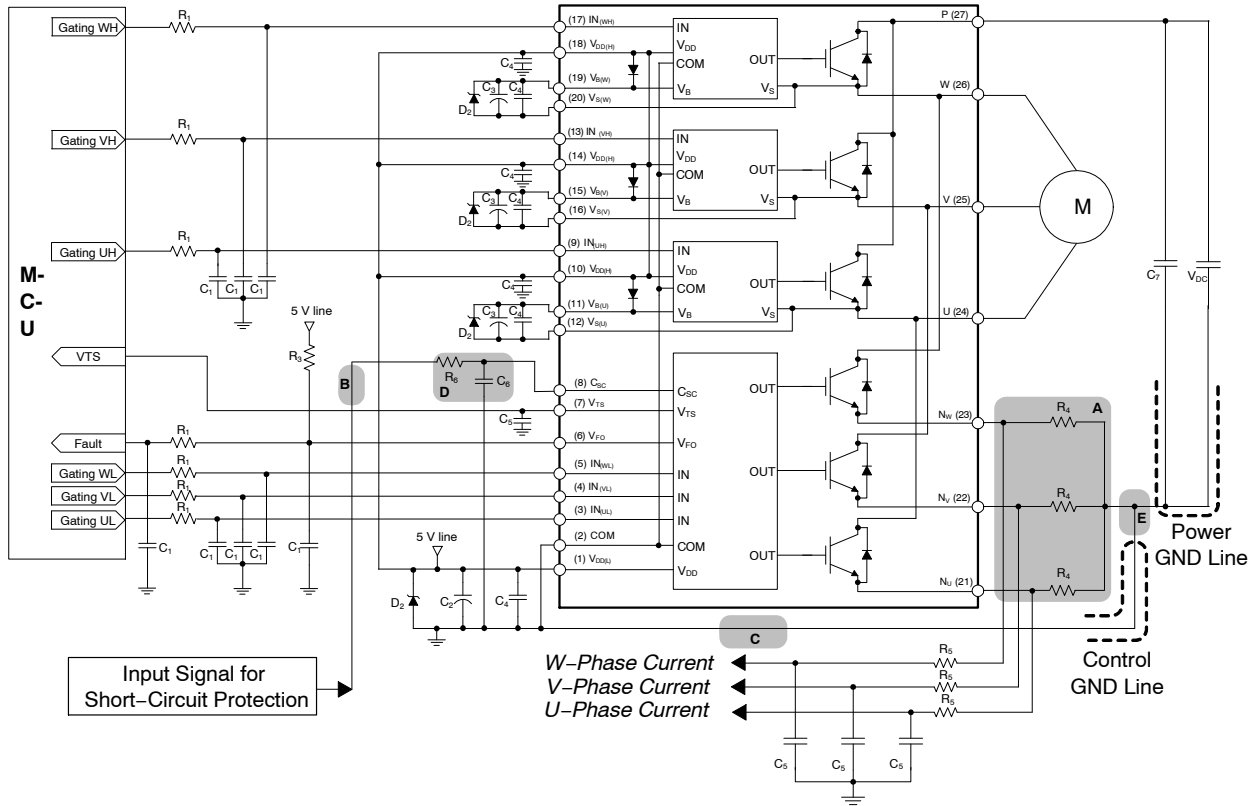 M-
C-
U
Gating WH
Gating VH
Gating UH
VTS
Fault
Gating WL
Gating VL
Gating UL
R1
R1
R1
R1
R1
R1
R1
C1
C1
C1
5 V line
R3
C1
C1
C1
C1
C1
(17) IN(WH)
(18) VDD(H)
C4
(19) VB(W)
C3
C4
D2
(20) VS(W)
IN
VDD
COM
VB
OUT
VS
(13) IN (VH)
(14) VDD(H)
C4
(15) VB(V)
C3
C4
D2
(16) VS(V)
IN
VDD
COM
VB
OUT
VS
(9) IN(UH)
(10) VDD(H)
C4
(11) VB(U)
C3
C4
D2
(12) VS(U)
IN
VDD
COM
VB
OUT
VS
B
R6
C6
D
(8) CSC
(7) VTS
C5
(6) VFO
(5) IN(WL)
(4) IN(VL)
(3) IN(UL)
(2) COM
(1) VDD(L)
CSC
VTS
VFO
IN
IN
IN
COM
VDD
OUT
OUT
OUT
5 V line
D2
C2
C4
P (27)
W (26)
V (25)
U (24)
M
C7
VDC
NW (23)
NV (22)
NU (21)
R4
R4
R4
A
E
Power
GND Line
Control
GND Line
C
Input Signal for
Short−Circuit Protection
W−Phase Current
V−Phase Current
U−Phase Current
R5
R5
R5
C5
C5
C5